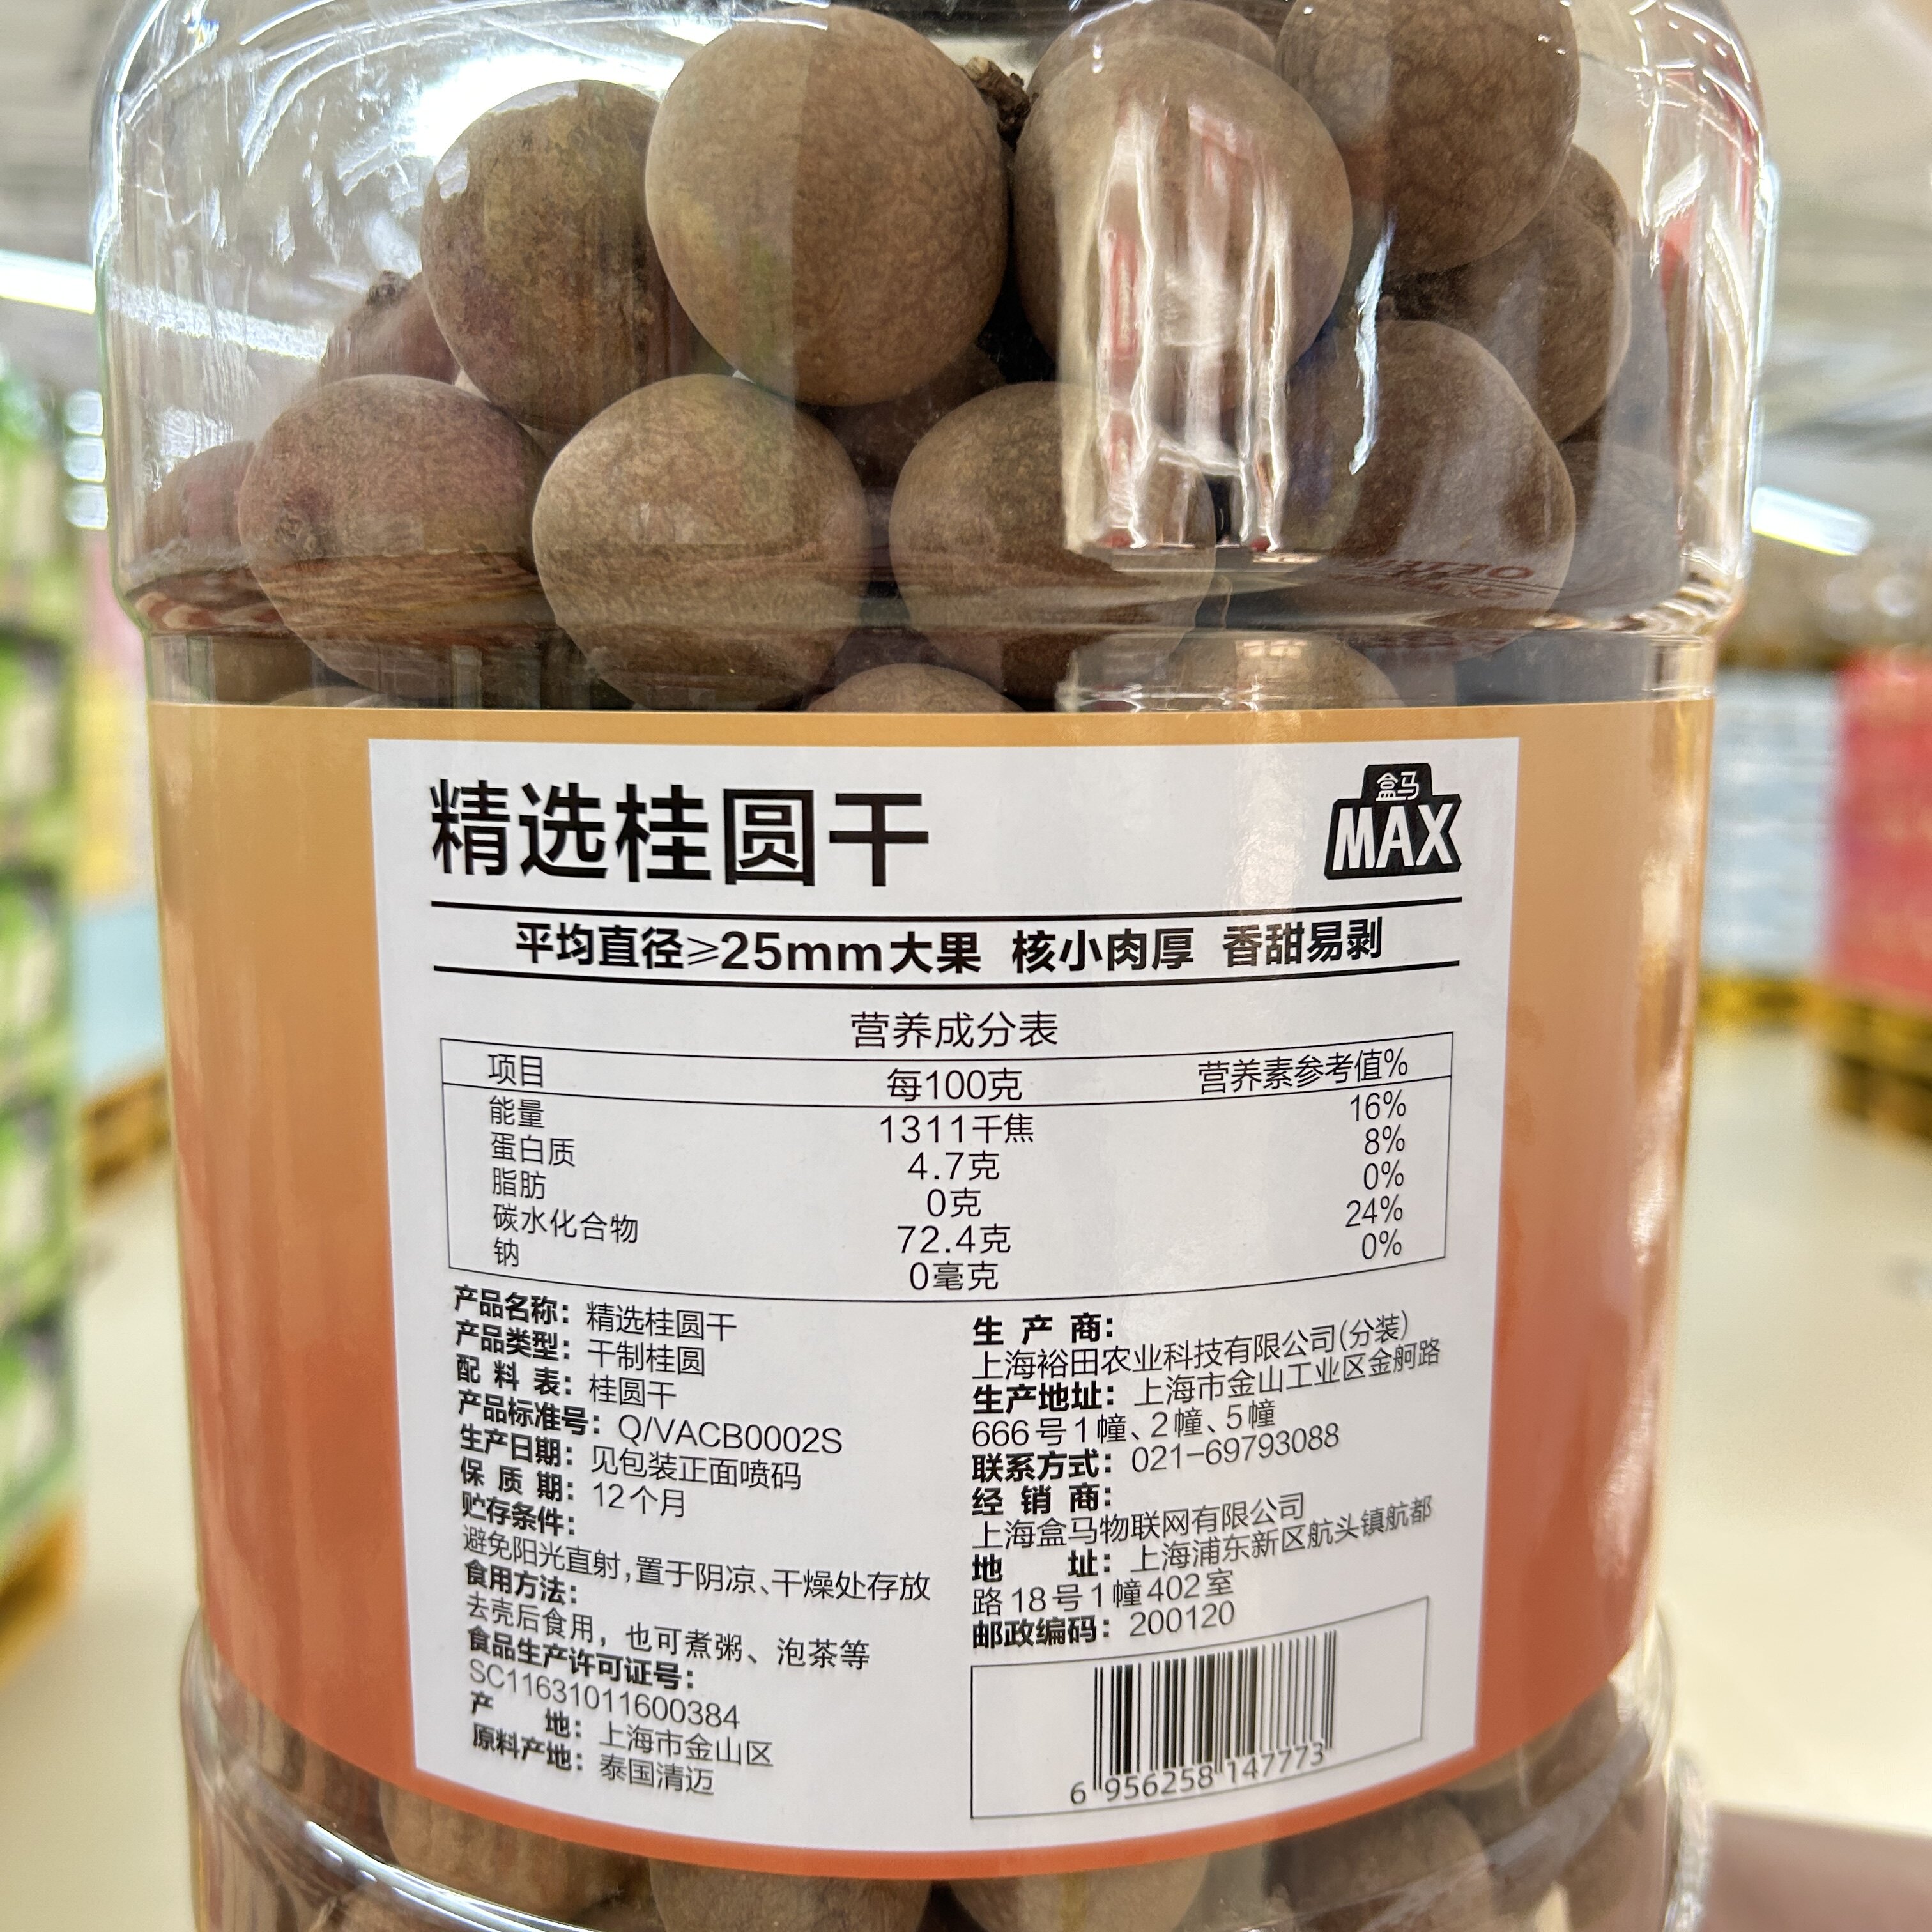 精选桂圆干
盒马
MAX
平均直径≥25mm大果 核小肉厚 香甜易剥
营养成分表
项目 每100克 营养素参考值%
能量 1311千焦 16%
蛋白质 4.7克 8%
脂肪 0克 0%
碳水化合物 72.4克 24%
钠 0毫克 0%
产品名称：精选桂圆干
产品类型：干制桂圆
配料表：桂圆干
产品标准号：Q/VACB0002S
生产日期：见包装正面喷码
保质期：12个月
贮存条件：
避免阳光直射，置于阴凉、干燥处存放
食用方法：
去壳后食用，也可煮粥、泡茶等
食品生产许可证号：
SC11631011600384
产地：上海市金山区
原料产地：泰国清迈
生产商：
上海裕田农业科技有限公司(分装)
生产地址：上海市金山工业区金舸路
666号1幢、2幢、5幢
联系方式：021-69793088
经销商：
上海盒马物联网有限公司
地址：上海浦东新区航头镇航都
路18号1幢402室
邮政编码：200120
6 956258 147773